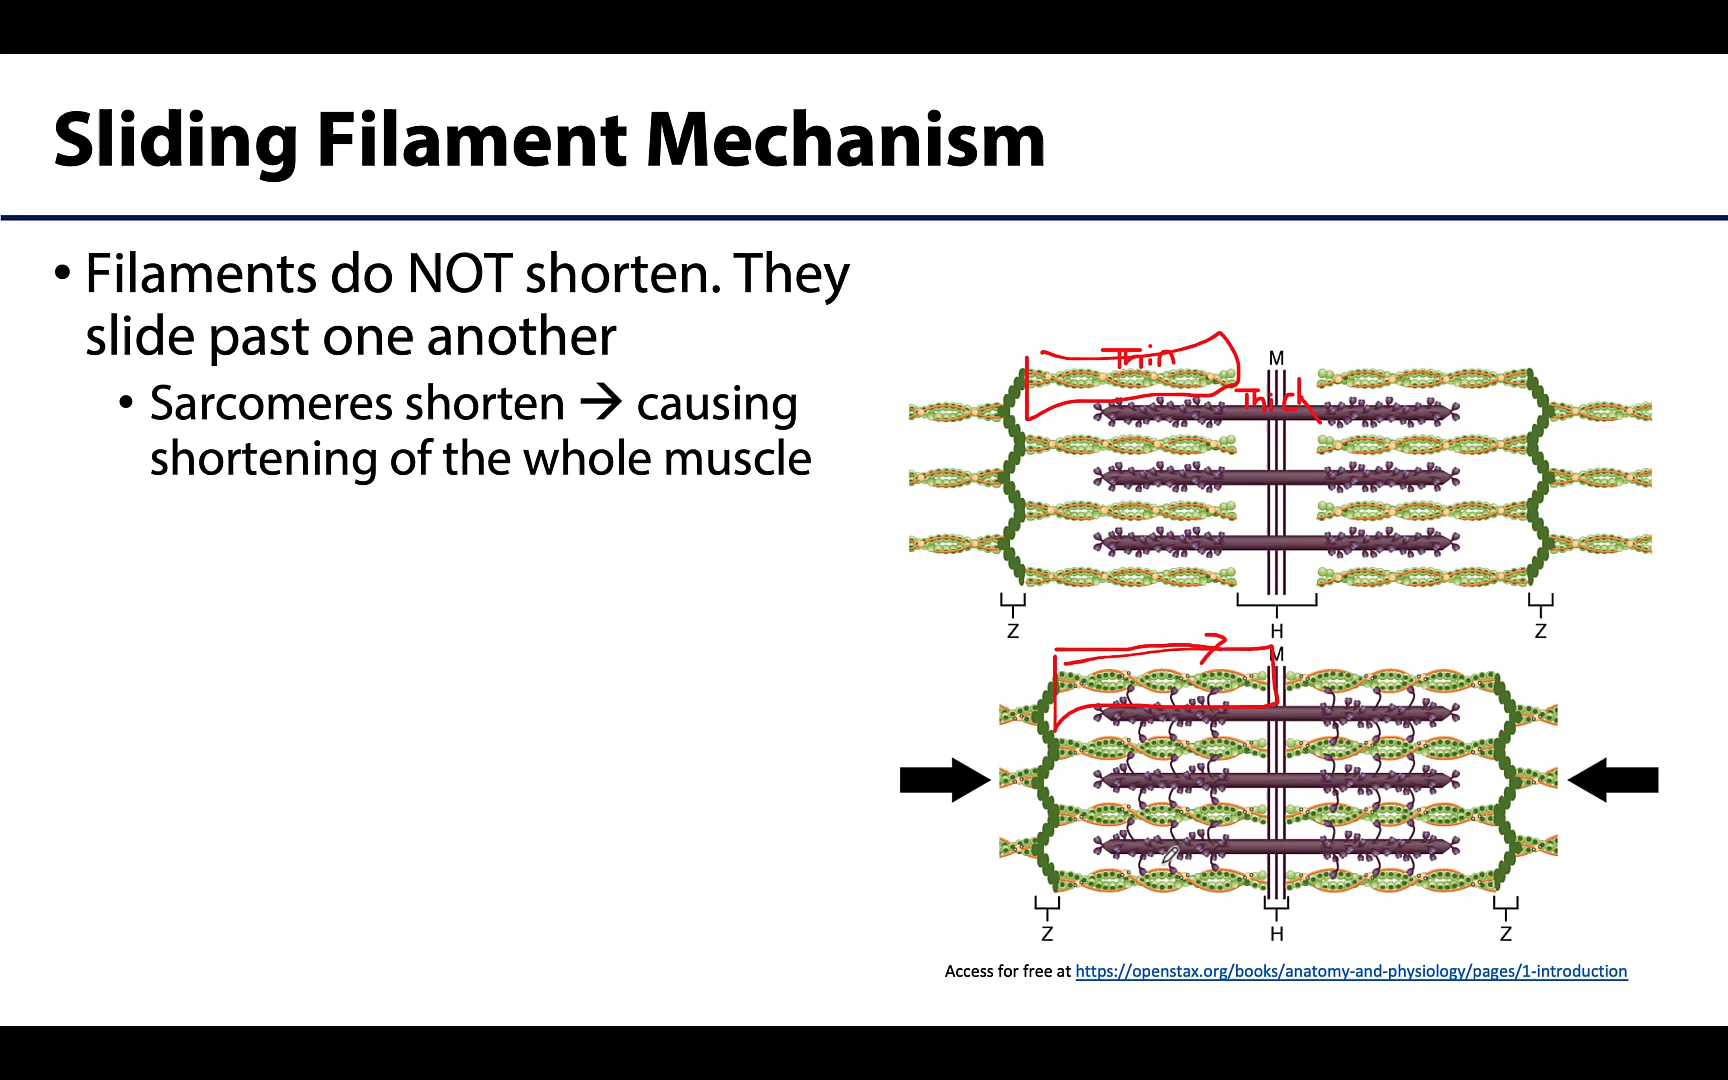 Sliding Filament Mechanism
• Filaments do NOT shorten. They
slide past one another
• Sarcomeres shorten → causing
shortening of the whole muscle
Thin
M
Thick
Z
H
Z
M
Z
H
Z
Access for free at https://openstax.org/books/anatomy-and-physiology/pages/1-introduction